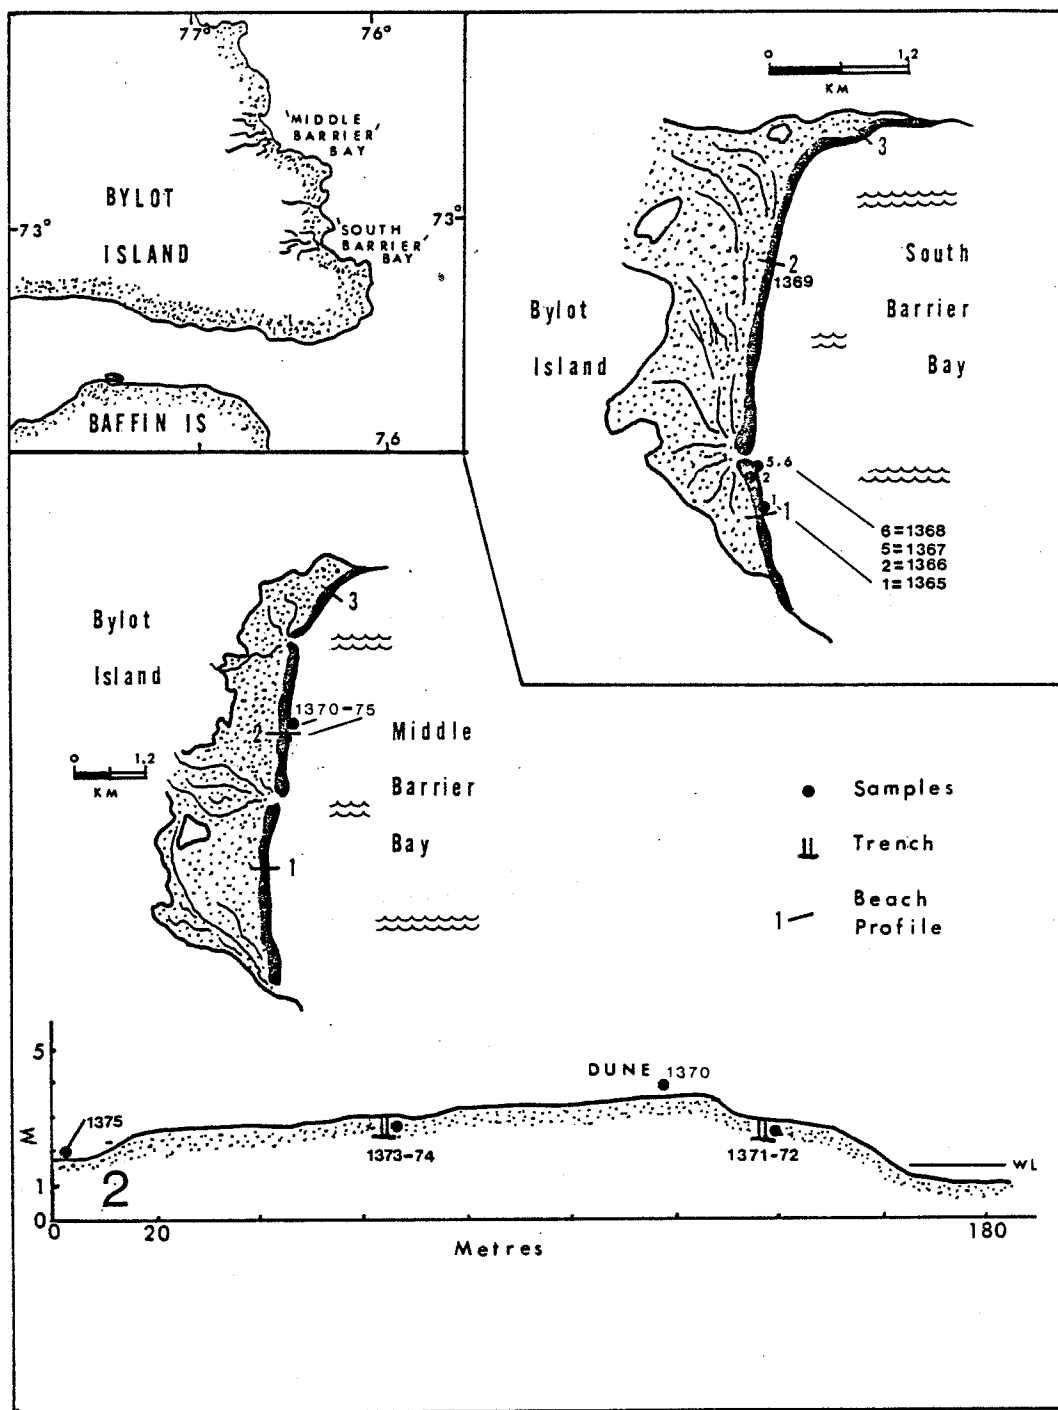 77° 76°
'MIDDLE
BARRIER'
BAY
BYLOT
ISLAND
73° 73°
'SOUTH
BARRIER'
BAY
BAFFIN IS
76
0 1.2
KM
3
2
1369
South
Barrier
Bay
Bylot
Island
5,6
2
1
1
6=1368
5=1367
2=1366
1=1365
Bylot
Island
3
1370-75
2
Middle
Barrier
Bay
0 1.2
KM
1
Samples
Trench
1 Beach
Profile
5
M
1
0
1375
2
1373-74
DUNE 1370
1371-72
WL
0 20 180
Metres